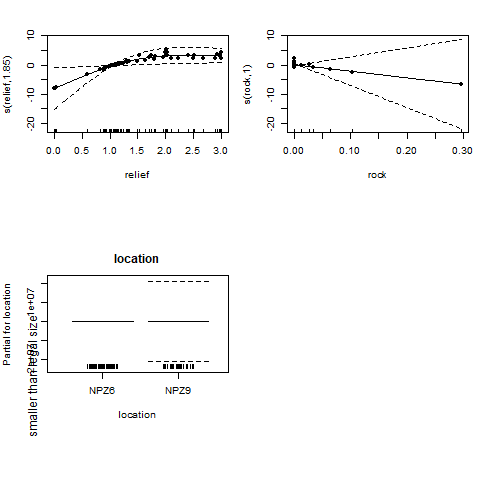 s(relief,1.85)
10
0
-10
-20
0.0 0.5 1.0 1.5 2.0 2.5 3.0
relief
s(rock,1)
10
0
-10
-20
0.00 0.10 0.20 0.30
rock
location
Partial for location
smaller than legal size
1e+07
NPZ6 NPZ9
location